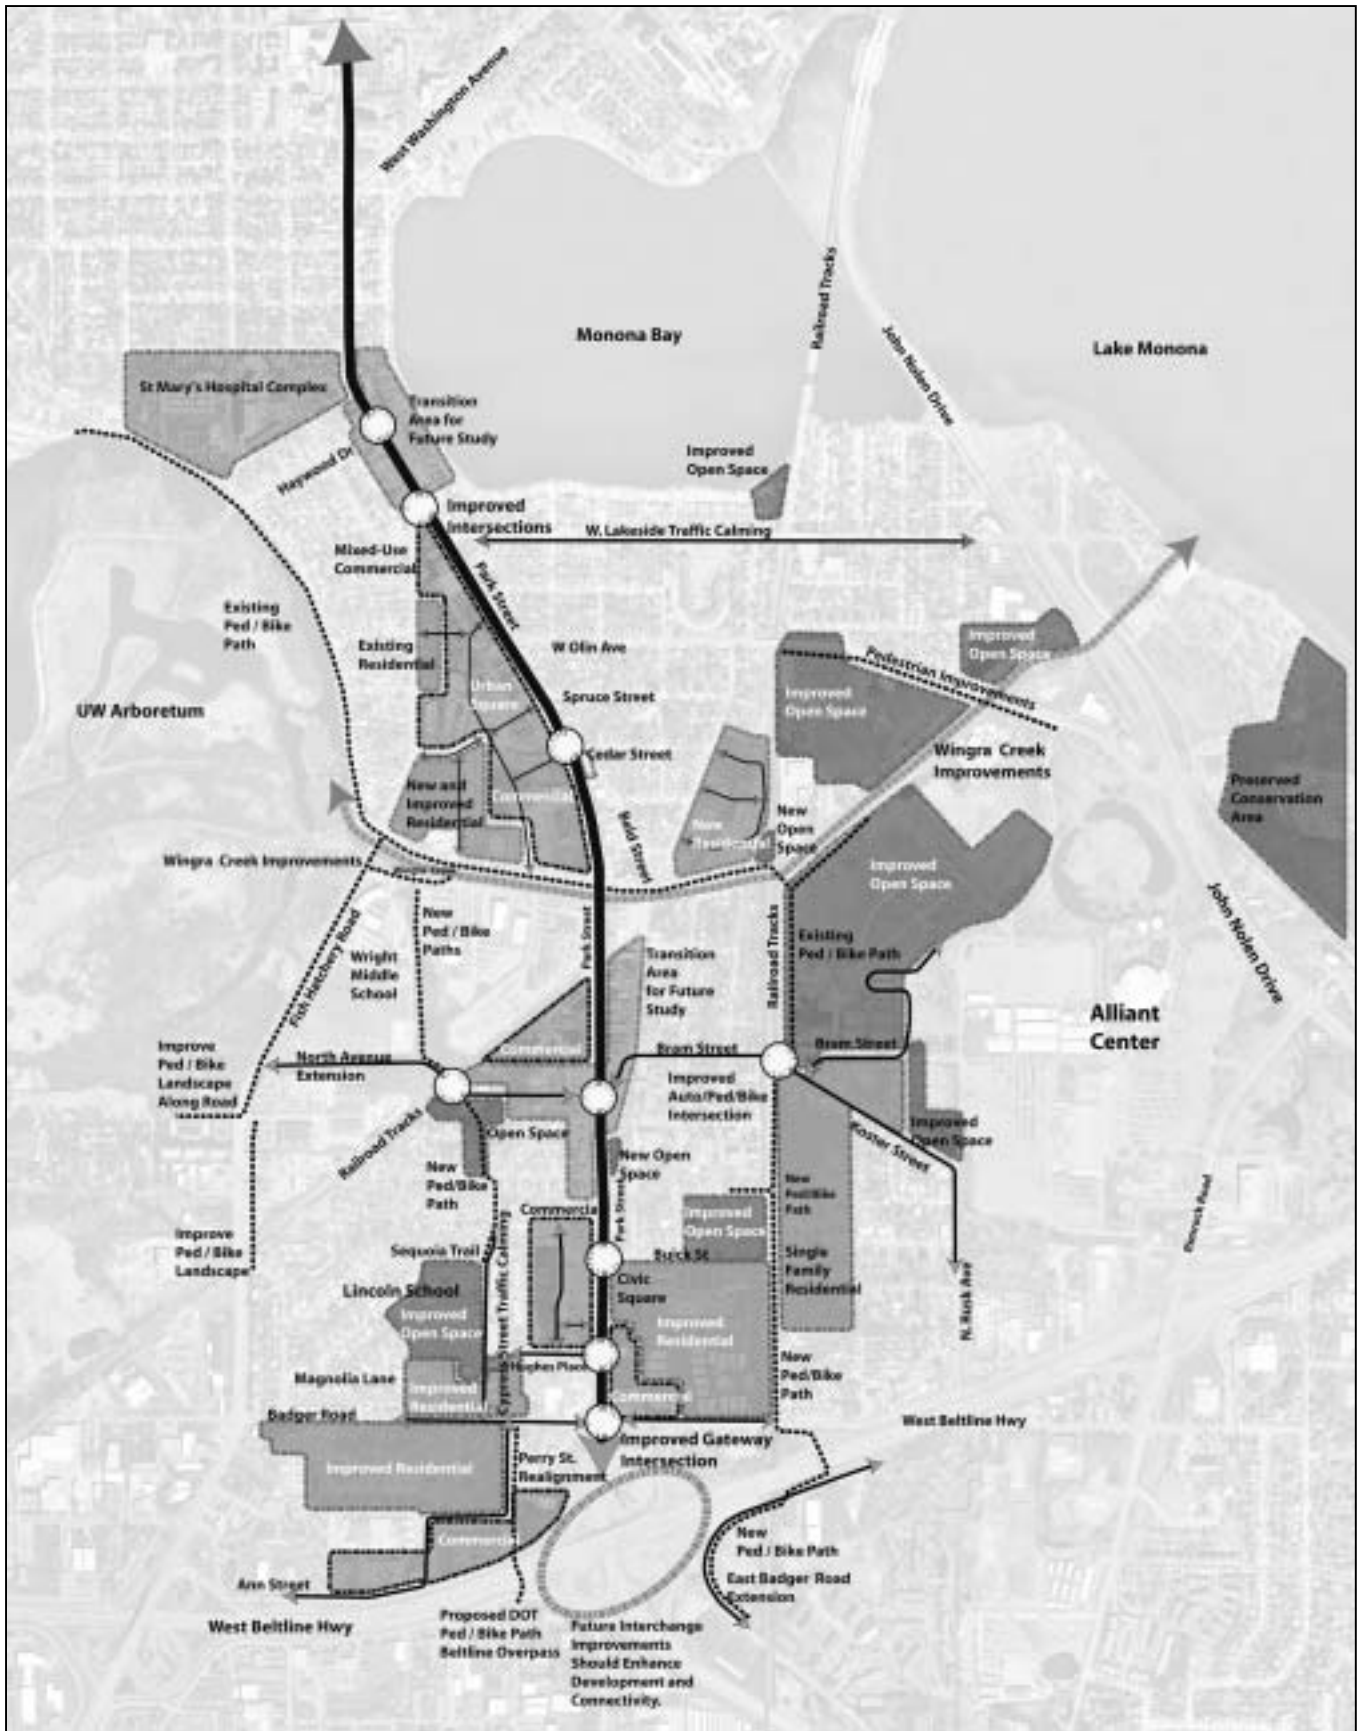 West Washington Avenue
Railroad Tracks
Monona Bay
John Nolen Drive
Lake Monona
St Mary's Hospital Complex
Transition
Area for
Future Study
Haywood Dr
Improved
Open Space
Improved
Intersections
W. Lakeside Traffic Calming
Mixed-Use
Commercial
Park Street
Existing
Ped / Bike
Path
Existing
Residential
W Olin Ave
Improved
Open Space
Pedestrian Improvements
Urban
Square
Spruce Street
Improved
Open Space
UW Arboretum
Cedar Street
Wingra Creek
Improvements
Preserved
Conservation
Area
New and
Improved
Residential
Commercial
New
Residential
New
Open
Space
Wingra Creek Improvements
Improved
Open Space
John Nolen Drive
Fish Hatchery Road
New
Ped / Bike
Paths
Park Street
Railroad Tracks
Existing
Ped / Bike Path
Wright
Middle
School
Transition
Area
for Future
Study
Alliant
Center
Improve
Ped / Bike
Landscape
Along Road
North Avenue
Extension
Commercial
Bram Street
Bram Street
Improved
Auto/Ped/Bike
Intersection
Koster Street
Improved
Open Space
Railroad Tracks
Open Space
New Open
Space
New
Ped/Bike
Path
New
Ped/Bike
Path
Commercial
Park Street
Improved
Open Space
Improve
Ped / Bike
Landscape
Sequoia Trail
Cypress Street Traffic Calming
Buick St
Single
Family
Residential
N. Rusk Ave
Lincoln School
Civic
Square
Improved
Open Space
Improved
Residential
Hughes Place
New
Ped/Bike
Path
Magnolia Lane
Improved
Residential
Commercial
Badger Road
West Beltline Hwy
Improved Gateway
Intersection
Improved Residential
Perry St.
Realignment
Commercial
New
Ped / Bike Path
Ann Street
East Badger Road
Extension
West Beltline Hwy
Proposed DOT
Ped / Bike Path
Beltline Overpass
Future Interchange
Improvements
Should Enhance
Development and
Connectivity.